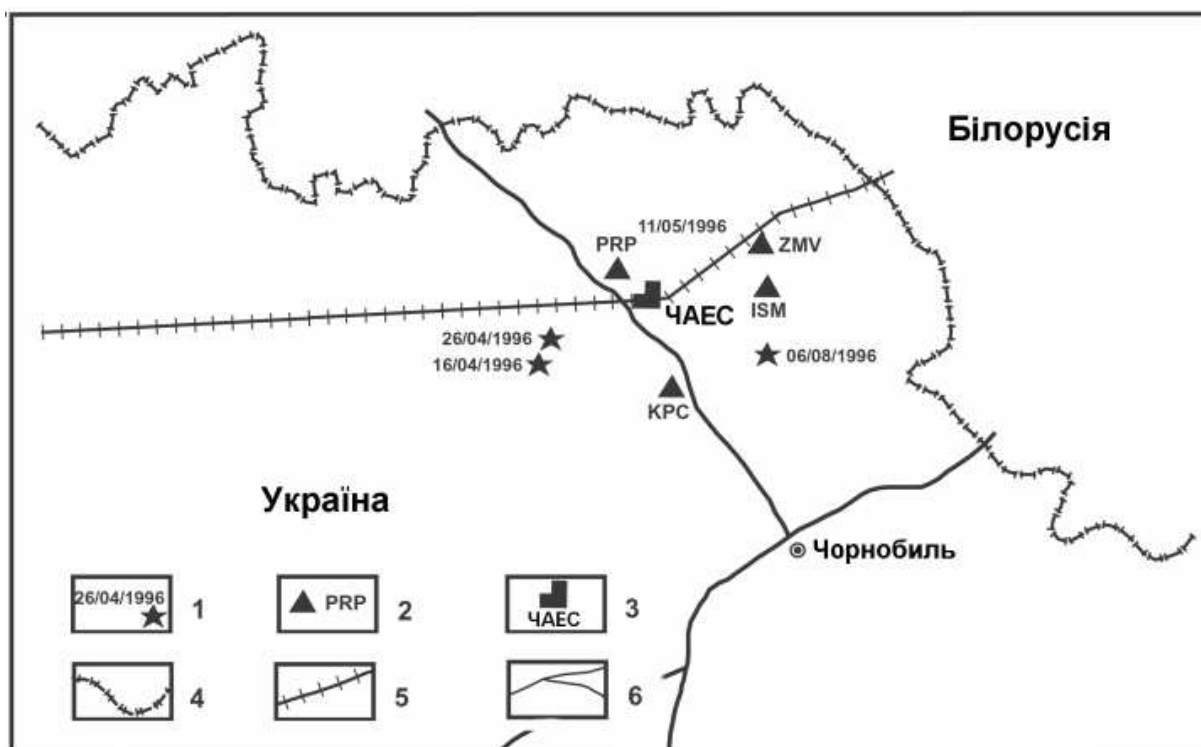 Білорусія
11/05/1996
PRP
ZMV
ЧАЕС
ISM
26/04/1996
16/04/1996
06/08/1996
KPC
Україна
Чорнобиль
26/04/1996
1
PRP
2
ЧАЕС
3
4
5
6